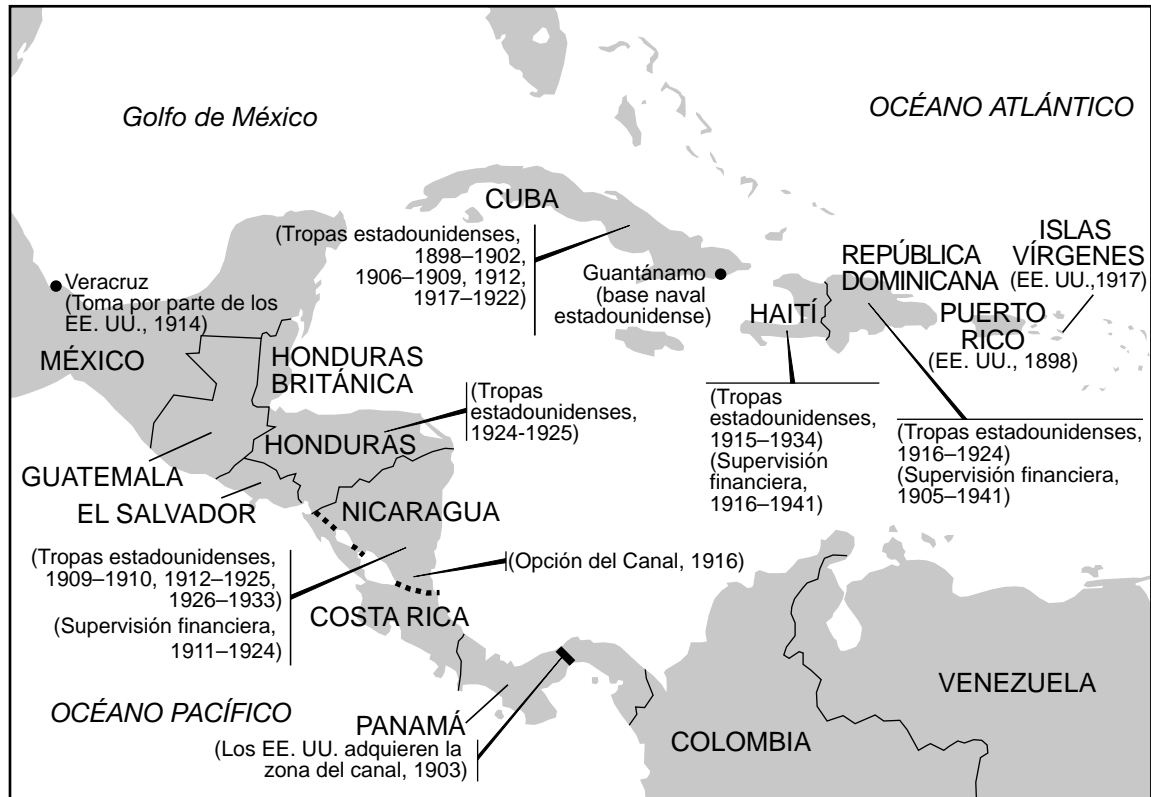 Golfo de México
OCÉANO ATLÁNTICO
CUBA
(Tropas estadounidenses,
1898–1902,
1906–1909, 1912,
1917–1922)
Guantánamo
(base naval
estadounidense)
ISLAS
VÍRGENES
(EE. UU.,1917)
REPÚBLICA
DOMINICANA
HAITÍ
PUERTO
RICO
(EE. UU., 1898)
Veracruz
(Toma por parte de los
EE. UU., 1914)
MÉXICO
HONDURAS
BRITÁNICA
(Tropas
estadounidenses,
1924-1925)
(Tropas
estadounidenses,
1915–1934)
(Supervisión
financiera,
1916–1941)
(Tropas estadounidenses,
1916–1924)
(Supervisión financiera,
1905–1941)
HONDURAS
GUATEMALA
EL SALVADOR
NICARAGUA
(Tropas estadounidenses,
1909–1910, 1912–1925,
1926–1933)
(Supervisión financiera,
1911–1924)
(Opción del Canal, 1916)
COSTA RICA
OCÉANO PACÍFICO
PANAMÁ
(Los EE. UU. adquieren la
zona del canal, 1903)
COLOMBIA
VENEZUELA